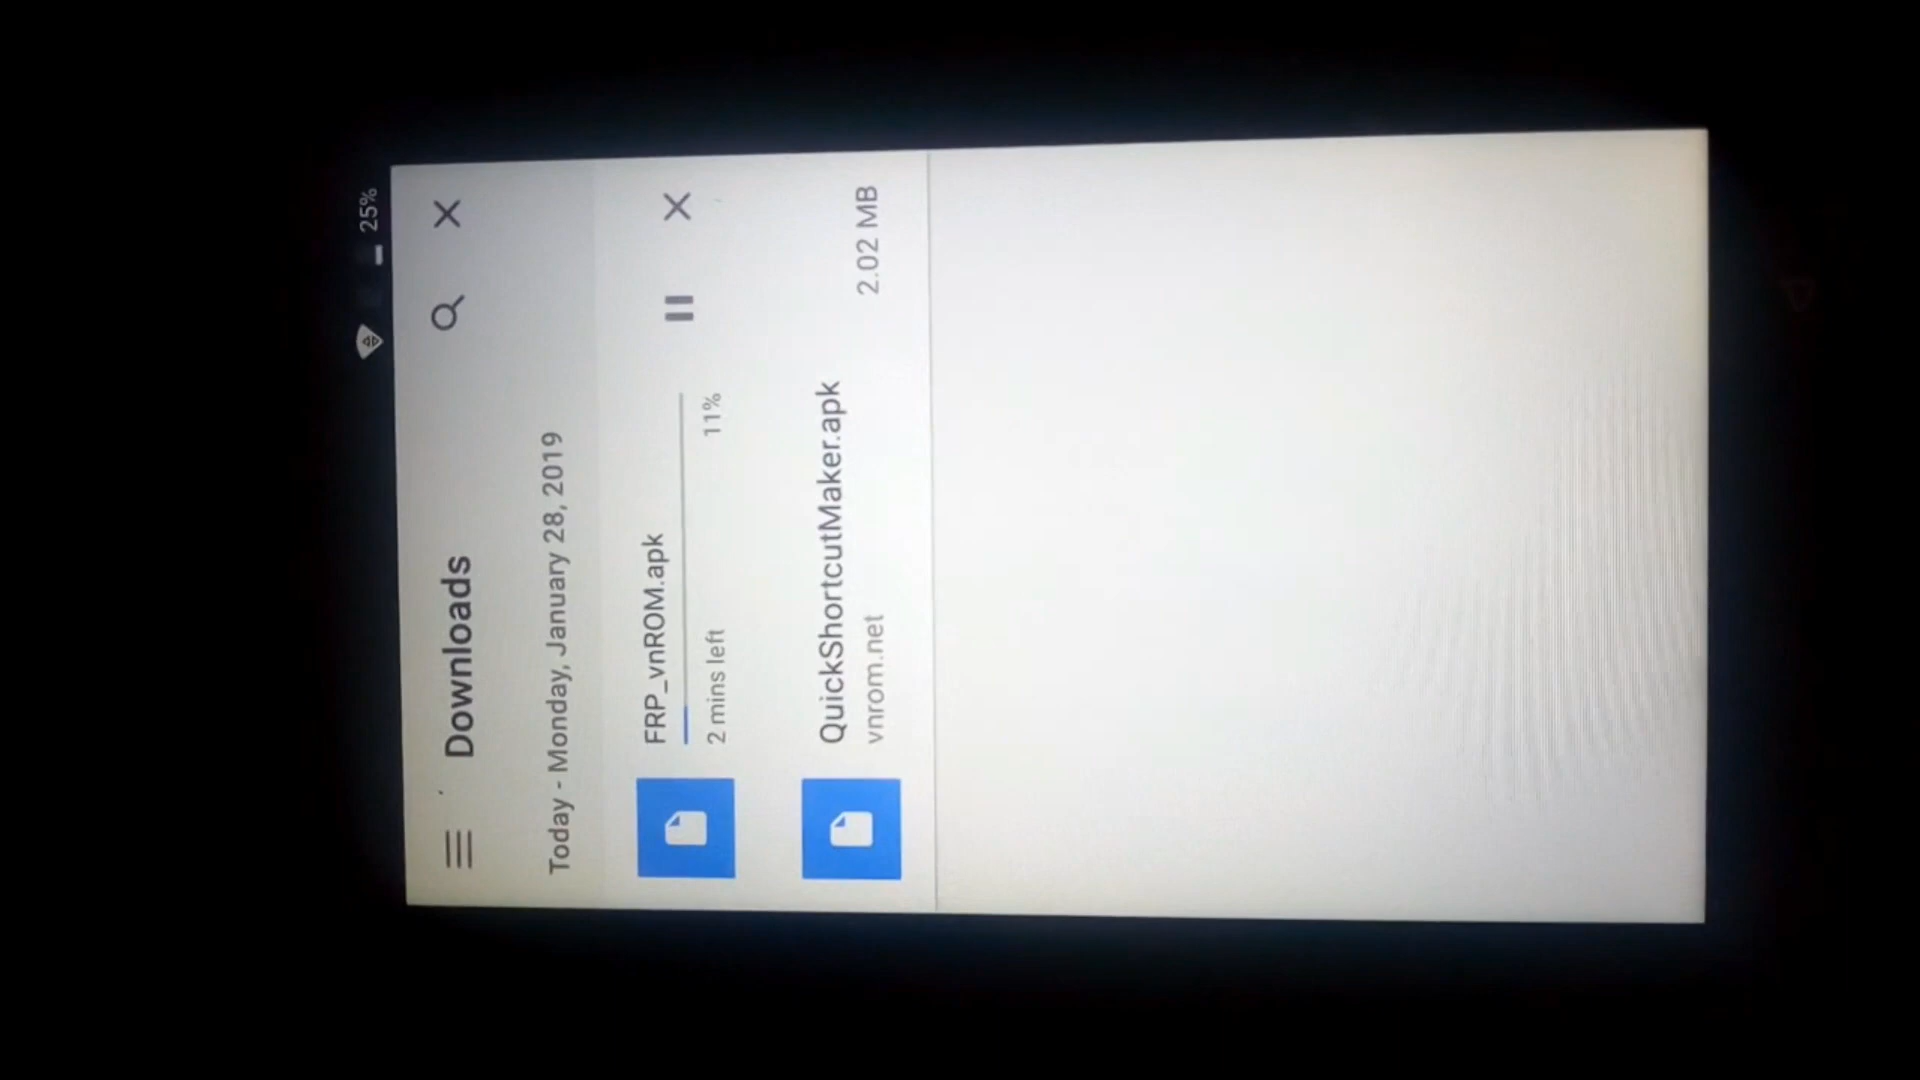 25%
Downloads
Today - Monday, January 28, 2019
FRP_vnROM.apk
2 mins left 11%
QuickShortcutMaker.apk
vnrom.net 2.02 MB